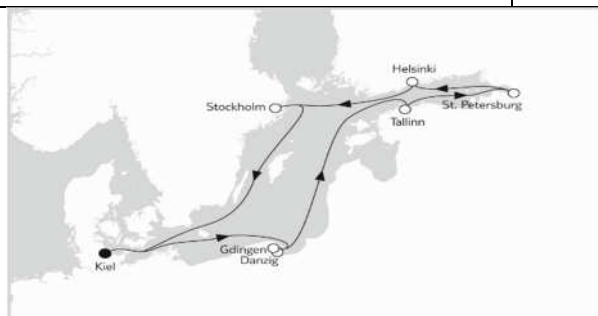 Helsinki
Stockholm
St. Petersburg
Tallinn
Gdingen
Danzig
Kiel